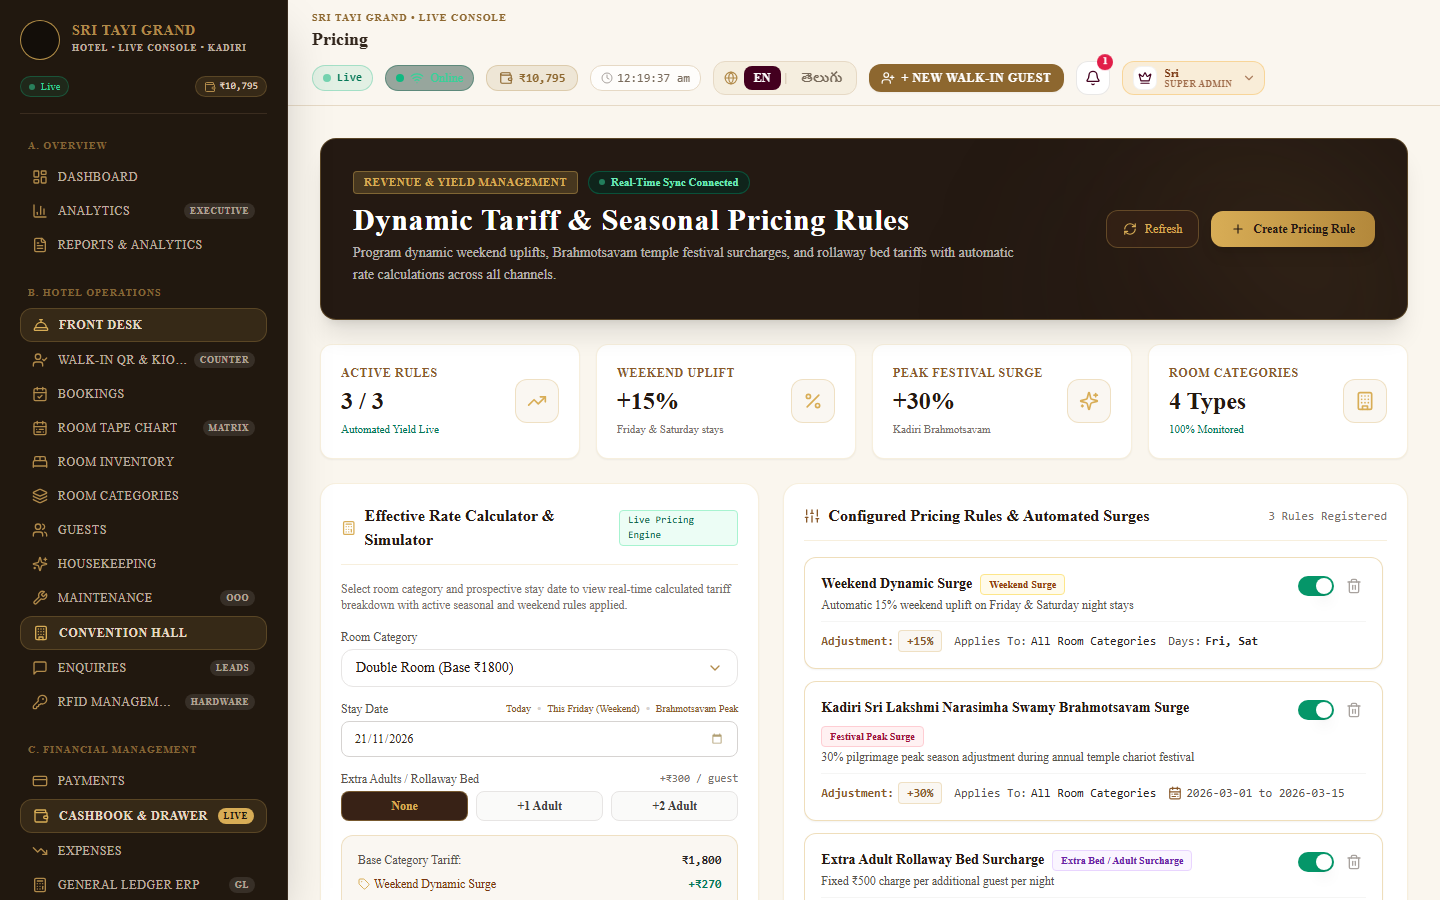 SRI TAYI GRAND
HOTEL • LIVE CONSOLE • KADIRI
Live
₹10,795
A. OVERVIEW
DASHBOARD
ANALYTICS
EXECUTIVE
REPORTS & ANALYTICS
B. HOTEL OPERATIONS
FRONT DESK
WALK-IN QR & KIO...
COUNTER
BOOKINGS
ROOM TAPE CHART
MATRIX
ROOM INVENTORY
ROOM CATEGORIES
GUESTS
HOUSEKEEPING
MAINTENANCE
OOO
CONVENTION HALL
ENQUIRIES
LEADS
RFID MANAGEM...
HARDWARE
C. FINANCIAL MANAGEMENT
PAYMENTS
CASHBOOK & DRAWER
LIVE
EXPENSES
GENERAL LEDGER ERP
GL
SRI TAYI GRAND • LIVE CONSOLE
Pricing
Live
₹10,795
12:19:37 am
EN
తెలుగు
+ NEW WALK-IN GUEST
1
Sri
SUPER ADMIN
REVENUE & YIELD MANAGEMENT
Real-Time Sync Connected
Dynamic Tariff & Seasonal Pricing Rules
Program dynamic weekend uplifts, Brahmotsavam temple festival surcharges, and rollaway bed tariffs with automatic
rate calculations across all channels.
Refresh
Create Pricing Rule
ACTIVE RULES
3 / 3
Automated Yield Live
WEEKEND UPLIFT
+15%
Friday & Saturday stays
PEAK FESTIVAL SURGE
+30%
Kadiri Brahmotsavam
ROOM CATEGORIES
4 Types
100% Monitored
Effective Rate Calculator &
Simulator
Live Pricing
Engine
Select room category and prospective stay date to view real-time calculated tariff
breakdown with active seasonal and weekend rules applied.
Room Category
Double Room (Base ₹1800)
Stay Date
Today • This Friday (Weekend) • Brahmotsavam Peak
21/11/2026
Extra Adults / Rollaway Bed
+₹300 / guest
None
+1 Adult
+2 Adult
Base Category Tariff:
₹1,800
Weekend Dynamic Surge
+₹270
Configured Pricing Rules & Automated Surges
3 Rules Registered
Weekend Dynamic Surge
Weekend Surge
Automatic 15% weekend uplift on Friday & Saturday night stays
Adjustment: +15% Applies To: All Room Categories Days: Fri, Sat
Kadiri Sri Lakshmi Narasimha Swamy Brahmotsavam Surge
Festival Peak Surge
30% pilgrimage peak season adjustment during annual temple chariot festival
Adjustment: +30% Applies To: All Room Categories 2026-03-01 to 2026-03-15
Extra Adult Rollaway Bed Surcharge
Extra Bed / Adult Surcharge
Fixed ₹500 charge per additional guest per night